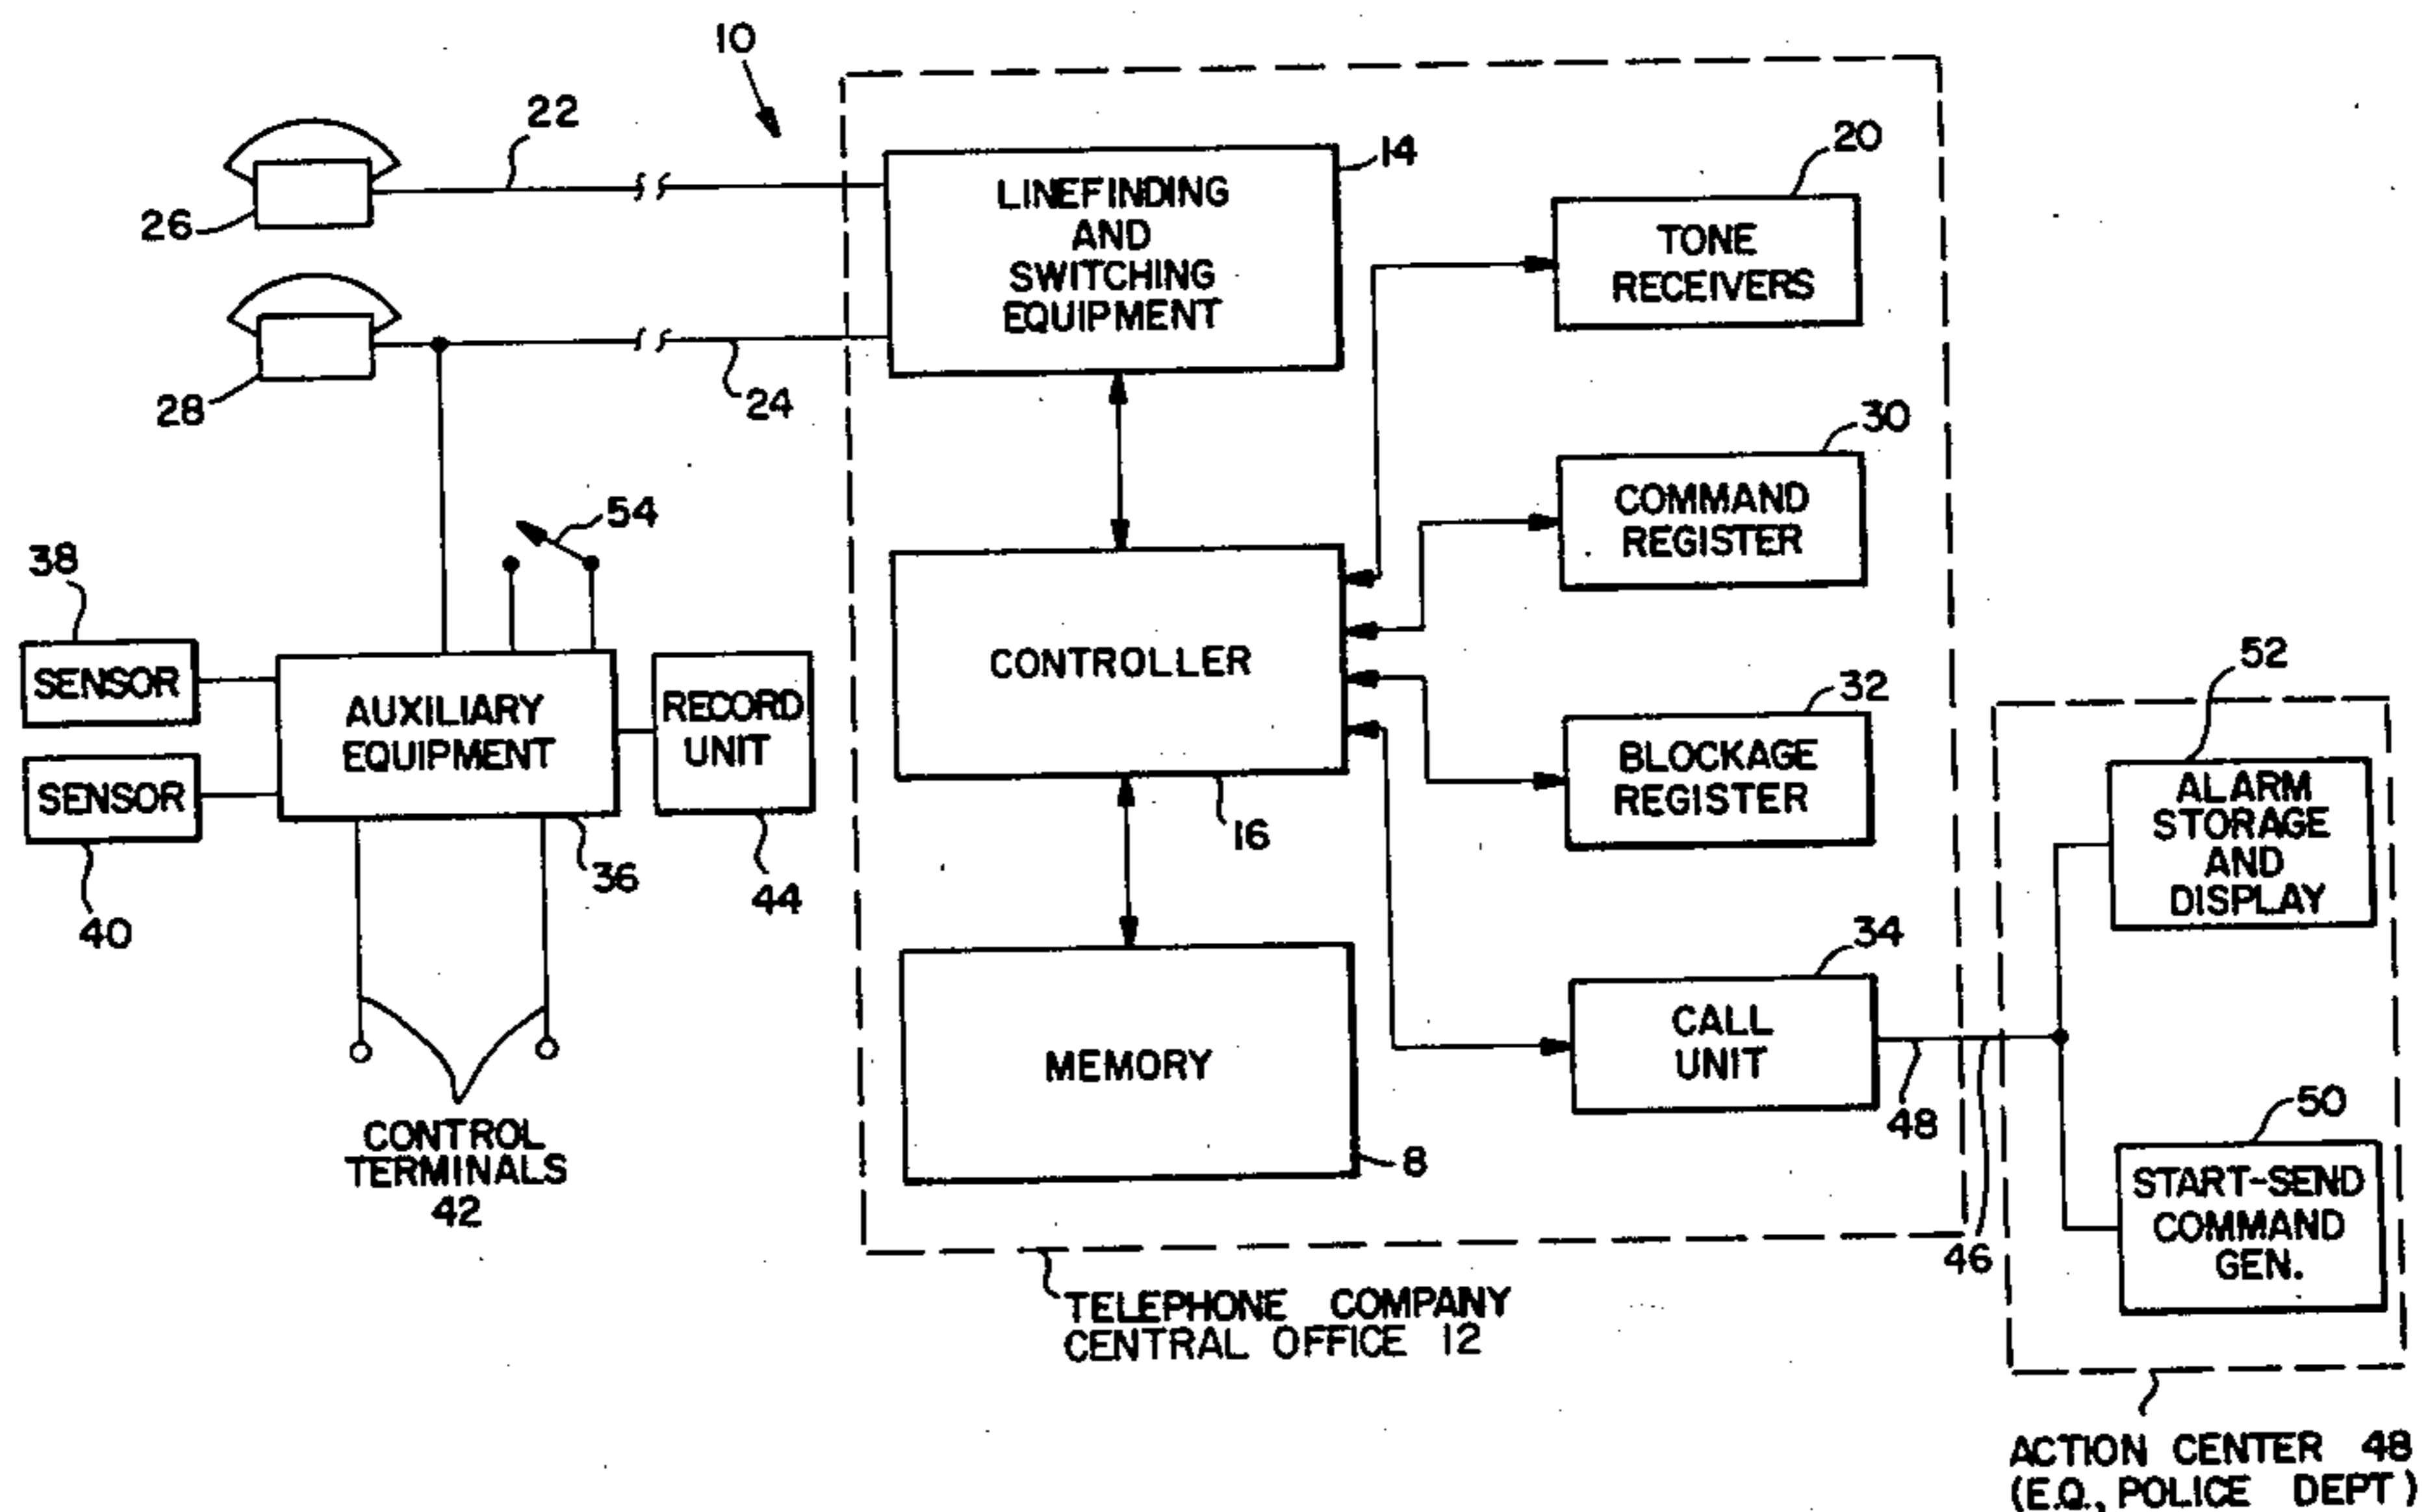 10
22
26
28
24
14
LINEFINDING
AND
SWITCHING
EQUIPMENT
20
TONE
RECEIVERS
30
COMMAND
REGISTER
54
38
SENSOR
SENSOR
40
AUXILIARY
EQUIPMENT
36
RECORD
UNIT
44
CONTROL
TERMINALS
42
CONTROLLER
16
32
BLOCKAGE
REGISTER
MEMORY
8
34
CALL
UNIT
48
46
52
ALARM
STORAGE
AND
DISPLAY
50
START-SEND
COMMAND
GEN.
TELEPHONE COMPANY
CENTRAL OFFICE 12
ACTION CENTER 48
(E.Q., POLICE DEPT)